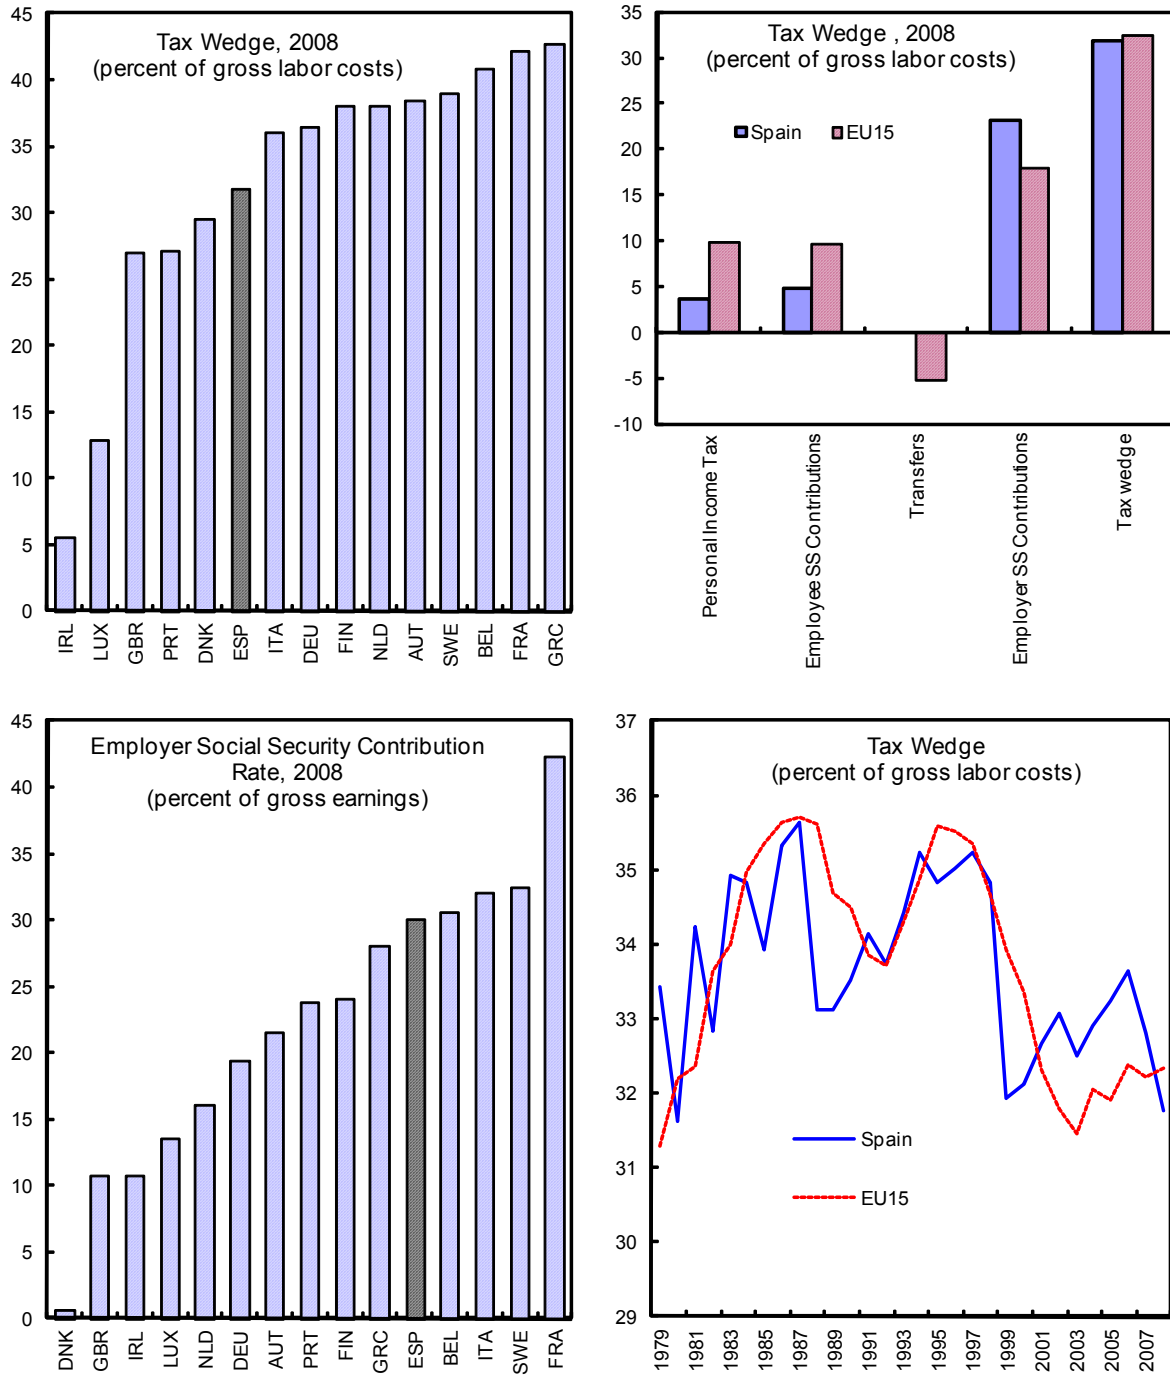 Tax Wedge, 2008
(percent of gross labor costs)
45
40
35
30
25
20
15
10
5
0
IRL
LUX
GBR
PRT
DNK
ESP
ITA
DEU
FIN
NLD
AUT
SWE
BEL
FRA
GRC
Tax Wedge , 2008
(percent of gross labor costs)
Spain
EU15
35
30
25
20
15
10
5
0
-5
-10
Personal Income Tax
Employee SS Contributions
Transfers
Employer SS Contributions
Tax wedge
Employer Social Security Contribution
Rate, 2008
(percent of gross earnings)
45
40
35
30
25
20
15
10
5
0
DNK
GBR
IRL
LUX
NLD
DEU
AUT
PRT
FIN
GRC
ESP
BEL
ITA
SWE
FRA
Tax Wedge
(percent of gross labor costs)
37
36
35
34
33
32
31
30
29
Spain
EU15
1979
1981
1983
1985
1987
1989
1991
1993
1995
1997
1999
2001
2003
2005
2007